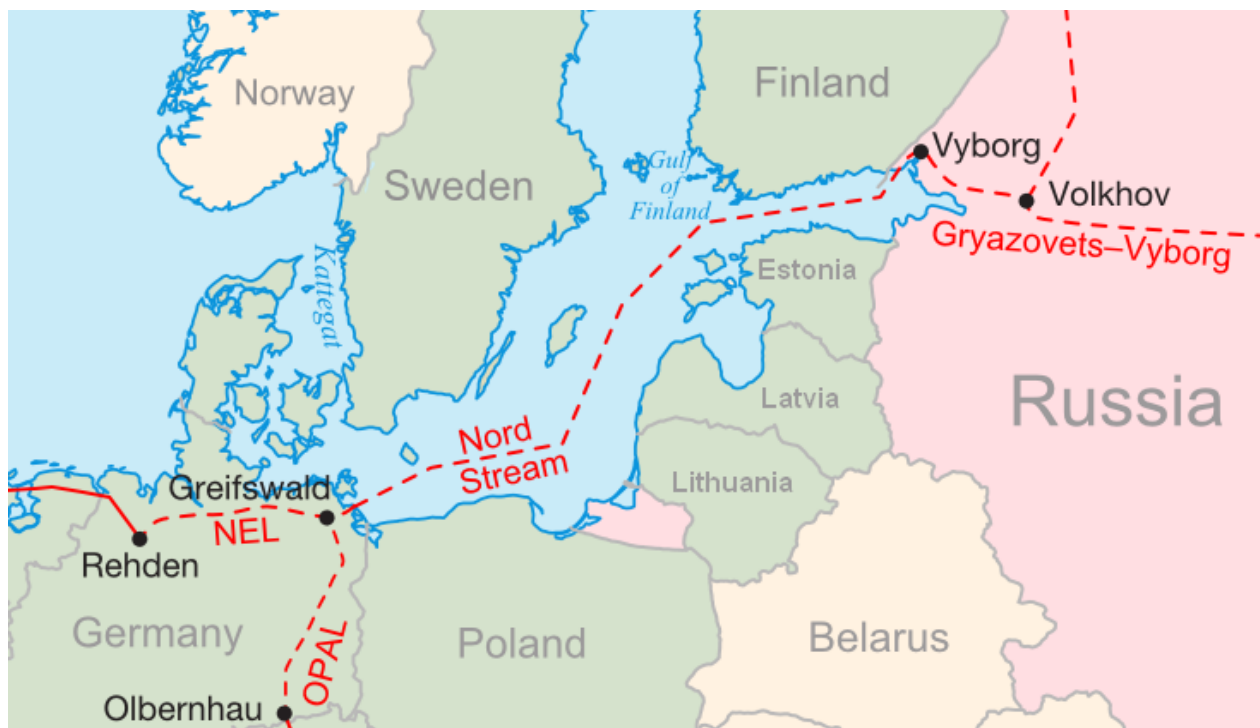 Norway
Finland
Sweden
Gulf
of
Finland
Vyborg
Volkhov
Gryazovets–Vyborg
Kattegat
Estonia
Russia
Latvia
Nord
Stream
Lithuania
Greifswald
NEL
Rehden
Germany
OPAL
Poland
Belarus
Olbernhau